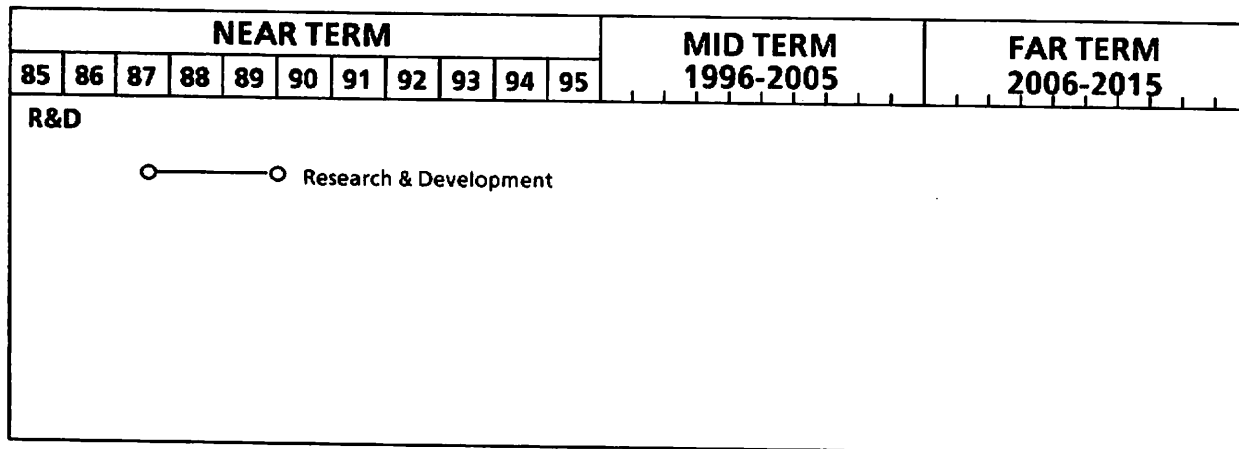 NEAR TERM
MID TERM
1996-2005
FAR TERM
2006-2015
85 86 87 88 89 90 91 92 93 94 95
R&D
Research & Development